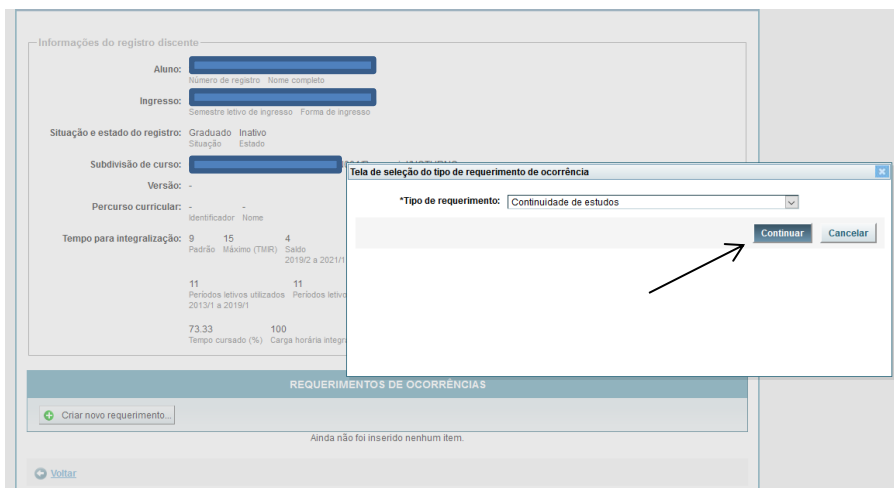 Informações do registro discente
Aluno:
Número de registro Nome completo
Ingresso:
Semestre letivo de ingresso Forma de ingresso
Situação e estado do registro: Graduado Inativo
Situação Estado
Subdivisão de curso:
Versão: -
Percurso curricular: - -
Identificador Nome
Tempo para integralização: 9 15 4
Padrão Máximo (TMIR) Saldo
2019/2 a 2021/1
11 11
Períodos letivos utilizados Períodos letivo
2013/1 a 2019/1
73.33 100
Tempo cursado (%) Carga horária integr
Tela de seleção do tipo de requerimento de ocorrência
*Tipo de requerimento: Continuidade de estudos
Continuar Cancelar
REQUERIMENTOS DE OCORRÊNCIAS
Criar novo requerimento...
Ainda não foi inserido nenhum item.
Voltar